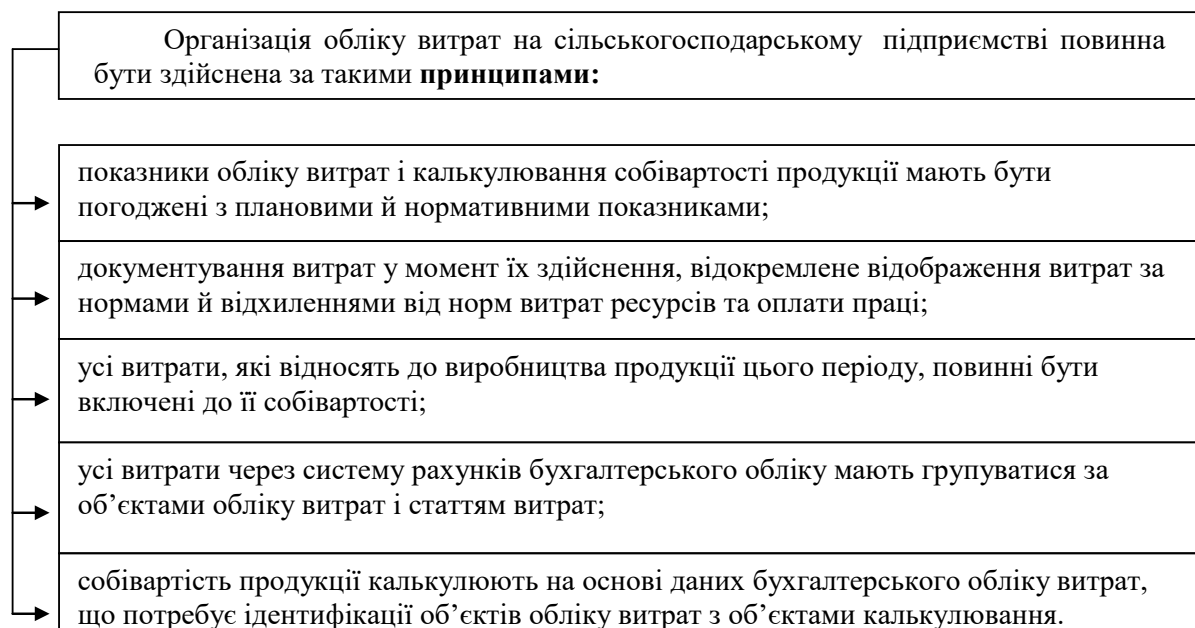 Організація обліку витрат на сільськогосподарському підприємстві повинна
бути здійснена за такими принципами:
показники обліку витрат і калькулювання собівартості продукції мають бути
погоджені з плановими й нормативними показниками;
документування витрат у момент їх здійснення, відокремлене відображення витрат за
нормами й відхиленнями від норм витрат ресурсів та оплати праці;
усі витрати, які відносять до виробництва продукції цього періоду, повинні бути
включені до її собівартості;
усі витрати через систему рахунків бухгалтерського обліку мають групуватися за
об’єктами обліку витрат і статтям витрат;
собівартість продукції калькулюють на основі даних бухгалтерського обліку витрат,
що потребує ідентифікації об’єктів обліку витрат з об’єктами калькулювання.